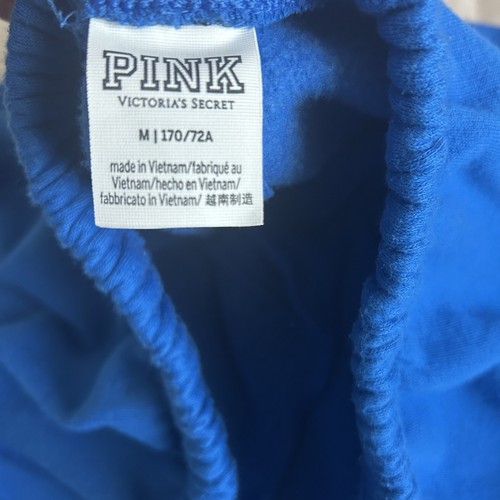 PINK
VICTORIA'S SECRET
M | 170/72A
made in Vietnam/fabriqué au
Vietnam/hecho en Vietnam/
fabbricato in Vietnam/ 越南制造